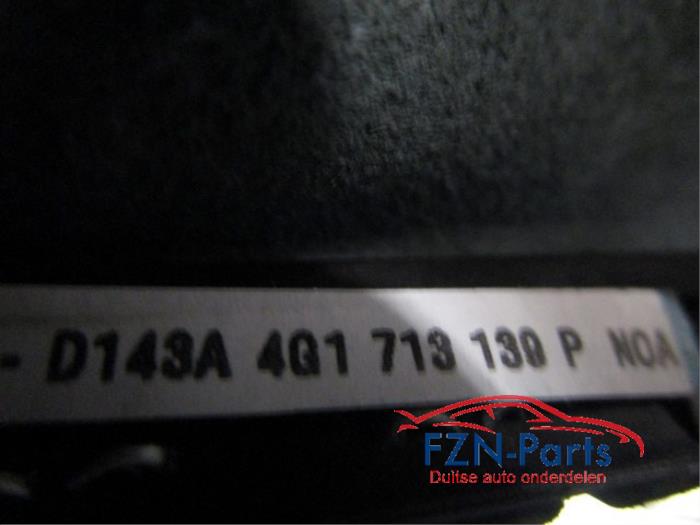 - D143A 4G1 713 139 P NOA
FZN-Parts
Duitse auto onderdelen